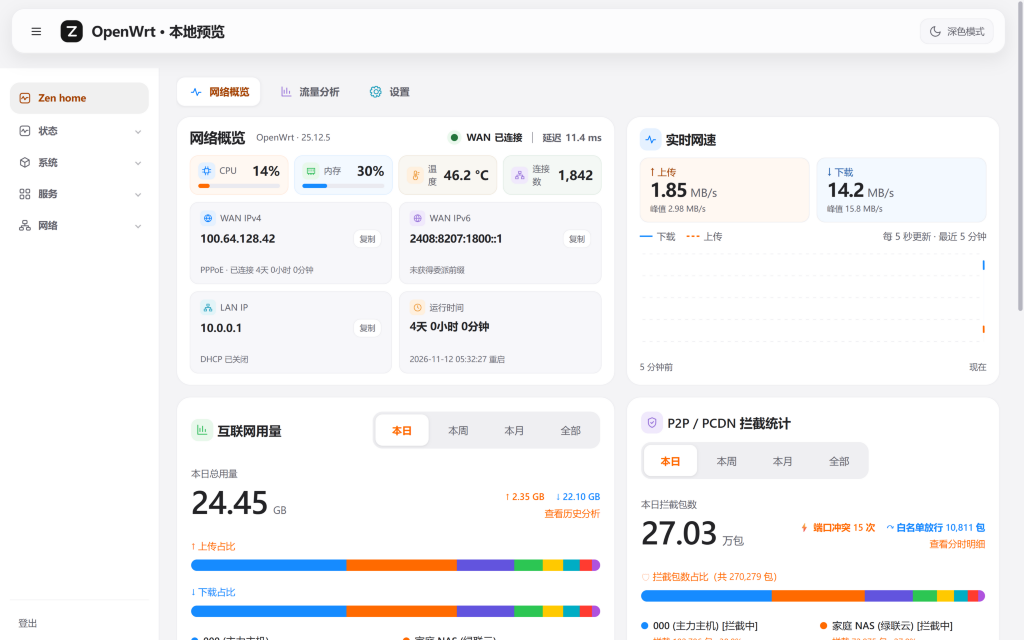 Z OpenWrt • 本地预览
深色模式
Zen home
状态
系统
服务
网络
登出
网络概览 流量分析 设置
网络概览 OpenWrt · 25.12.5 WAN 已连接 延迟 11.4 ms
CPU 14%
内存 30%
温度 46.2 °C
连接数 1,842
WAN IPv4
100.64.128.42 复制
PPPoE · 已连接 4天 0小时 0分钟
WAN IPv6
2408:8207:1800::1 复制
未获得委派前缀
LAN IP
10.0.0.1 复制
DHCP 已关闭
运行时间
4天 0小时 0分钟
2026-11-12 05:32:27 重启
实时网速
↑上传
1.85 MB/s
峰值 2.98 MB/s
↓下载
14.2 MB/s
峰值 15.8 MB/s
下载 上传 每 5 秒更新 · 最近 5 分钟
5 分钟前 现在
互联网用量 本日 本周 本月 全部
本日总用量
24.45 GB
↑ 2.35 GB ↓ 22.10 GB
查看历史分析
↑ 上传占比
↓ 下载占比
000 (主力主机) 家庭 NAS (绿联云)
P2P / PCDN 拦截统计
本日 本周 本月 全部
本日拦截包数
27.03 万包
端口冲突 15 次 白名单放行 10,811 包
查看分时明细
拦截包数占比（共 270,279 包）
000 (主力主机) [拦截中] 家庭 NAS (绿联云) [拦截中]